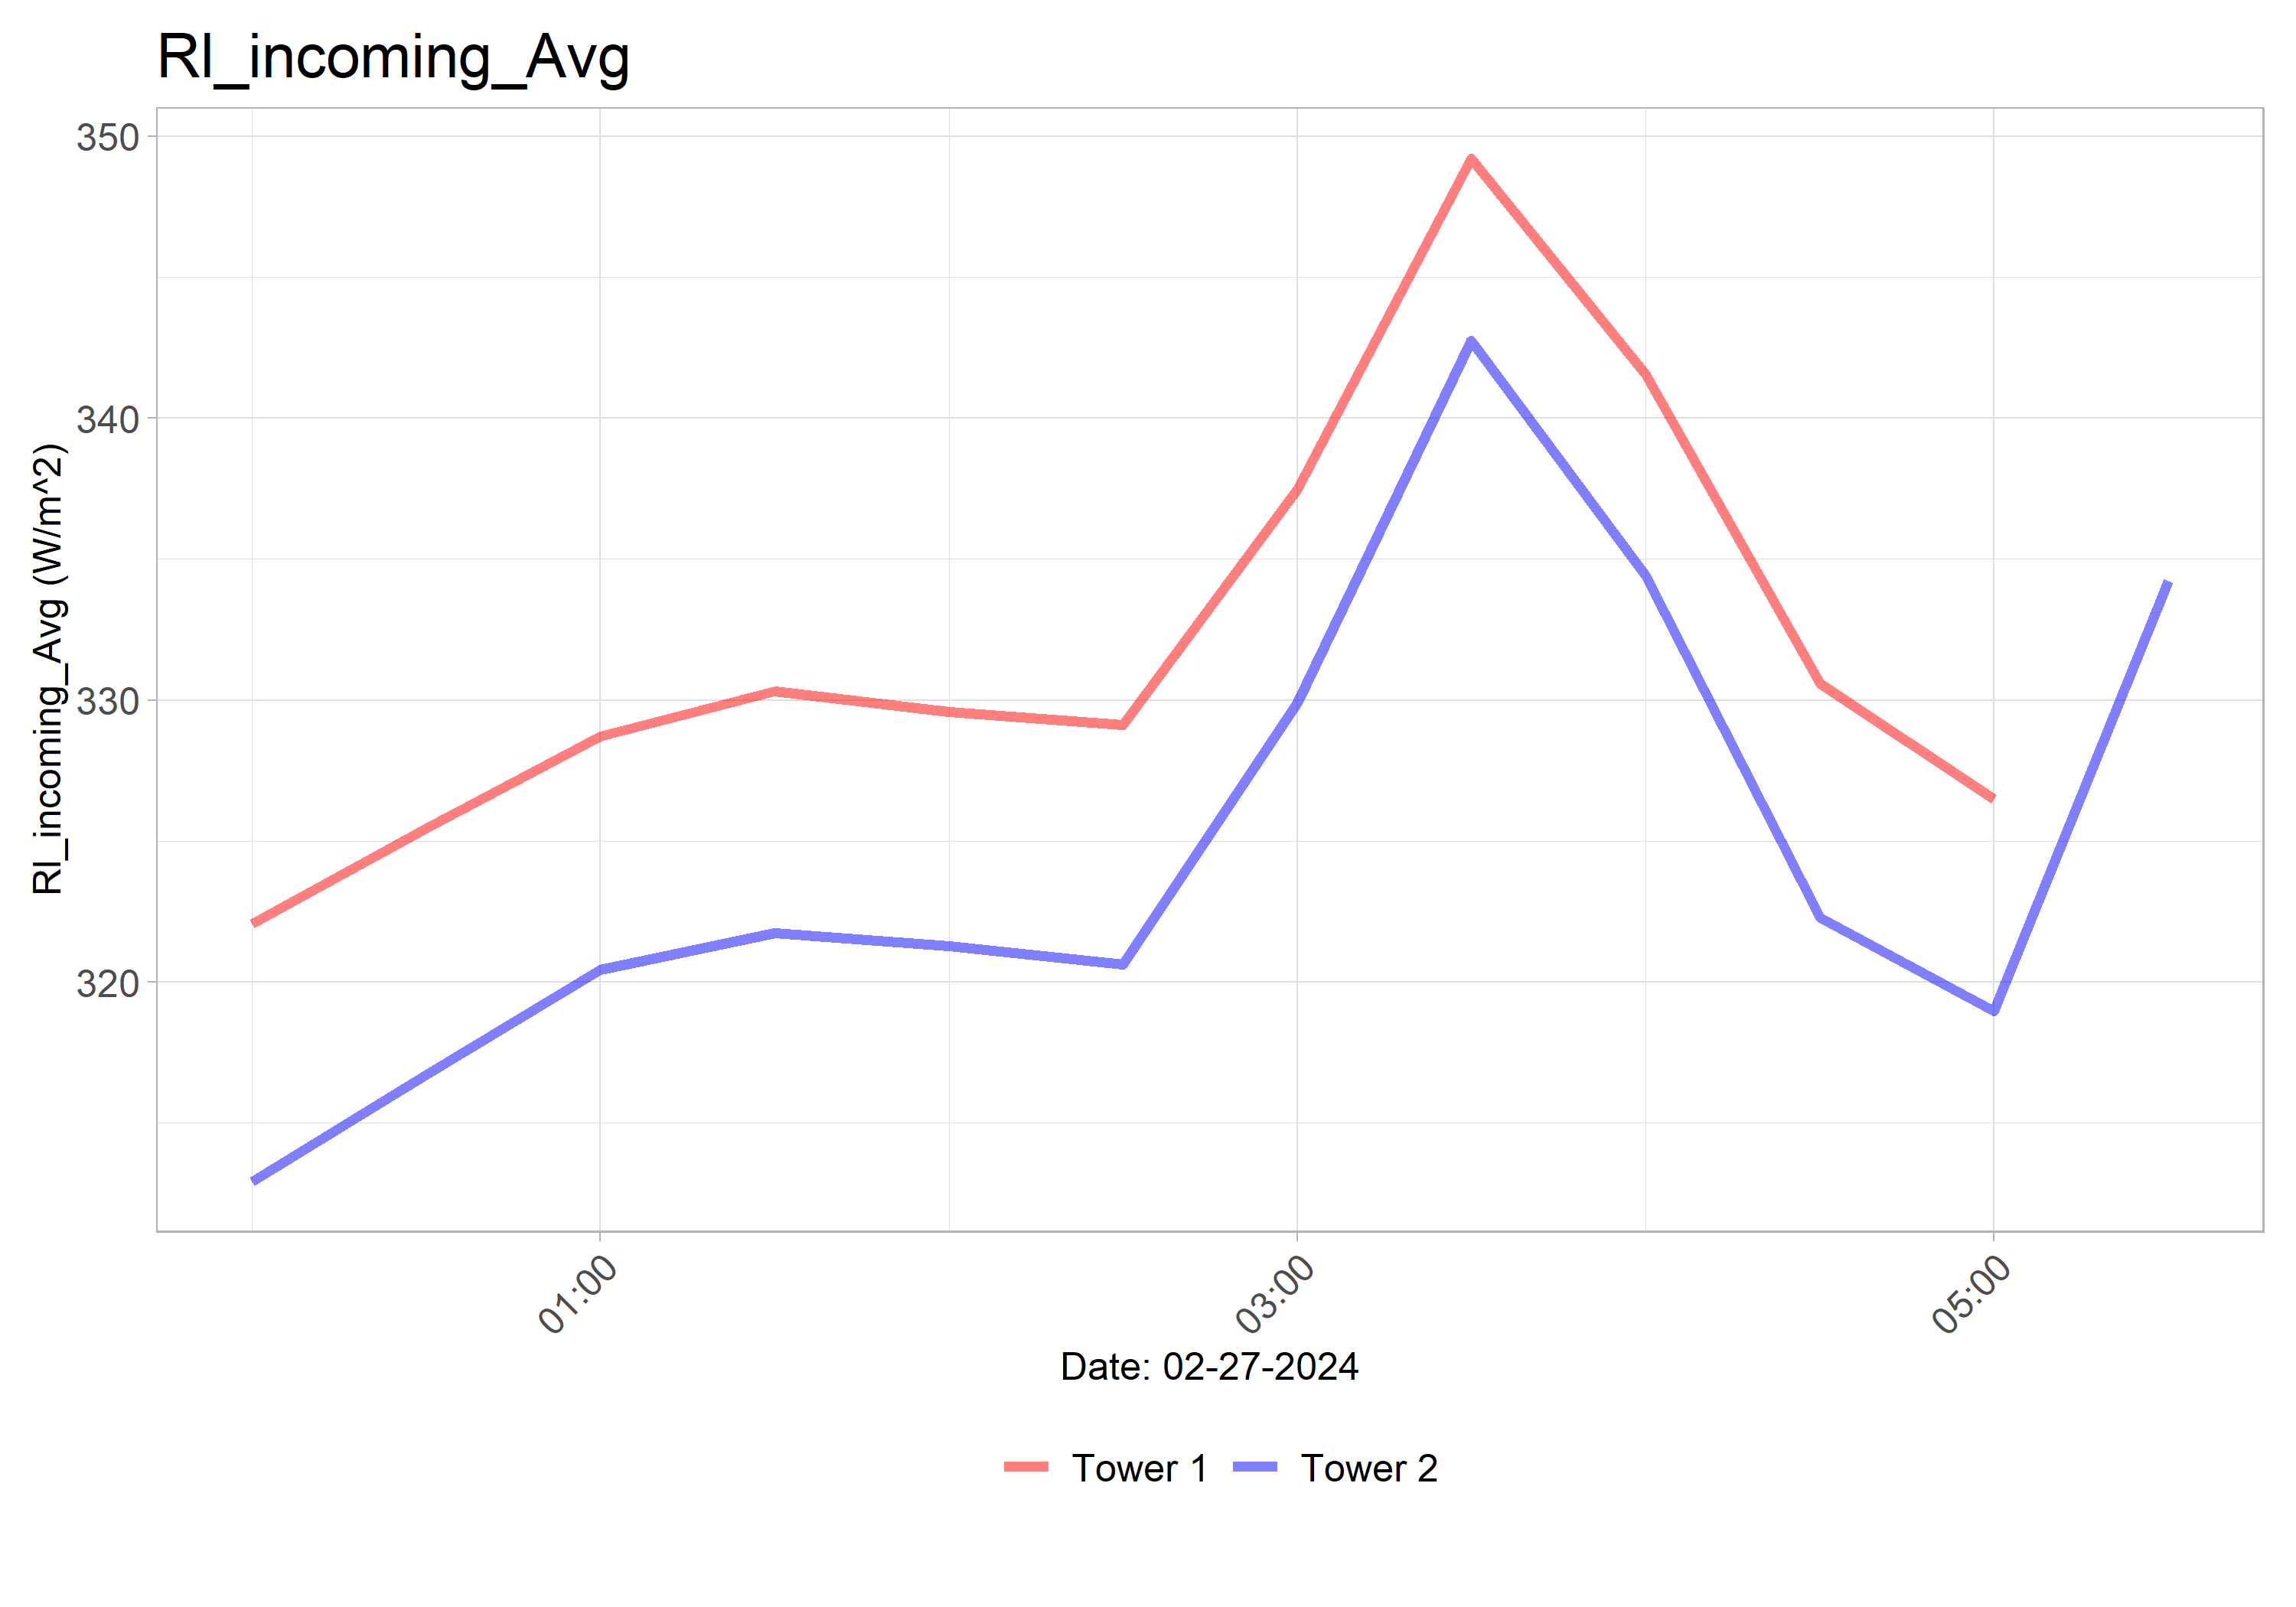 Rl_incoming_Avg
350
340
330
320
Rl_incoming_Avg (W/m^2)
01:00
03:00
05:00
Date: 02-27-2024
Tower 1
Tower 2